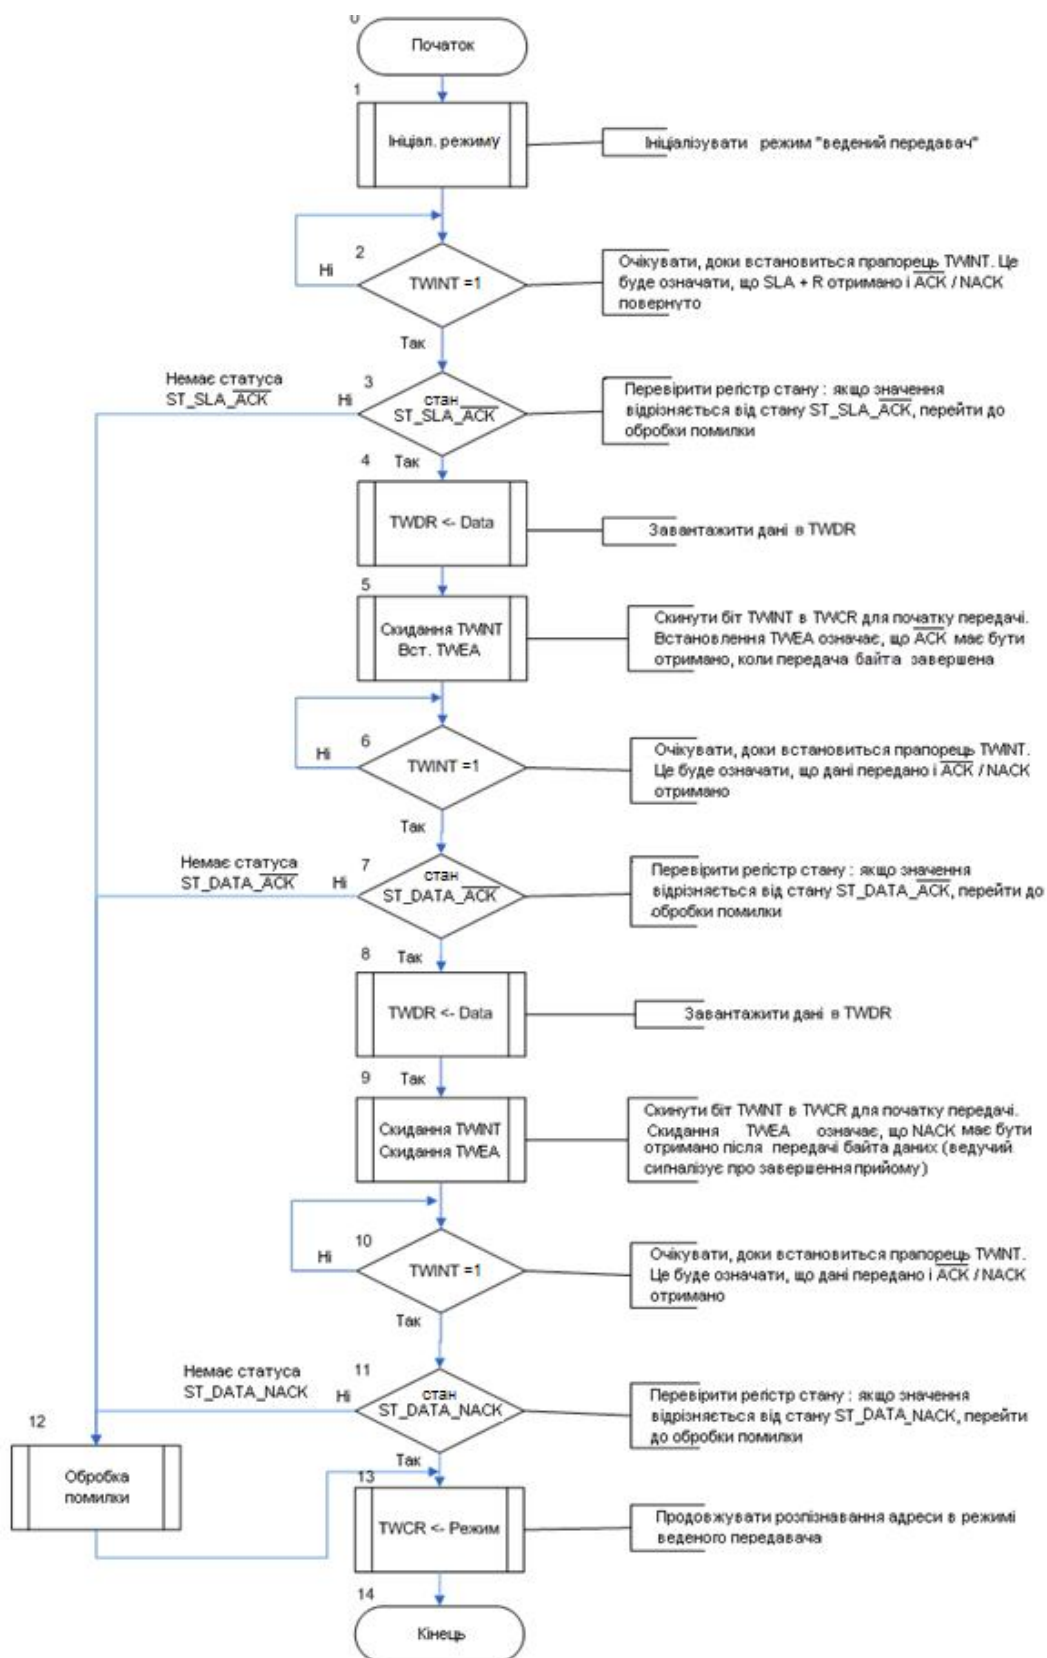 0
Початок
1
Ініціал. режиму
Ініціалізувати режим "ведений передавач"
2
Ні
TWINT =1
Очікувати, доки встановиться прапорець TWINT. Це
буде означати, що SLA + R отримано і A̅C̅K̅ / NACK
повернуто
Так
Немає статуса
ST_SLA_A̅C̅K̅
Ні
3
стан
ST_SLA_A̅C̅K̅
Перевірити регістр стану : якщо значення
відрізняється від стану ST_SLA_A̅C̅K̅, перейти до
обробки помилки
4
Так
TWDR <- Data
Завантажити дані в TWDR
5
Скидання TWINT
Вст. TWEA
Скинути біт TWINT в TWCR для початку передачі.
Встановлення TWEA означає, що A̅C̅K̅ має бути
отримано, коли передача байта завершена
6
Ні
TWINT =1
Очікувати, доки встановиться прапорець TWINT.
Це буде означати, що дані передано і A̅C̅K̅ / NACK
отримано
Так
Немає статуса
ST_DATA_A̅C̅K̅
Ні
7
стан
ST_DATA_A̅C̅K̅
Перевірити регістр стану : якщо значення
відрізняється від стану ST_DATA_A̅C̅K̅, перейти до
обробки помилки
8
Так
TWDR <- Data
Завантажити дані в TWDR
9
Так
Скидання TWINT
Скидання TWEA
Скинути біт TWINT в TWCR для початку передачі.
Скидання TWEA означає, що NACK має бути
отримано після передачі байта даних (ведучий
сигналізує про завершення прийому)
10
Ні
TWINT =1
Очікувати, доки встановиться прапорець TWINT.
Це буде означати, що дані передано і A̅C̅K̅ / NACK
отримано
Так
Немає статуса
ST_DATA_NACK
Ні
11
стан
ST_DATA_NACK
Перевірити регістр стану : якщо значення
відрізняється від стану ST_DATA_NACK, перейти
до обробки помилки
12
Обробка
помилки
Так
13
TWCR <- Режим
Продовжувати розпізнавання адреси в режимі
веденого передавача
14
Кінець